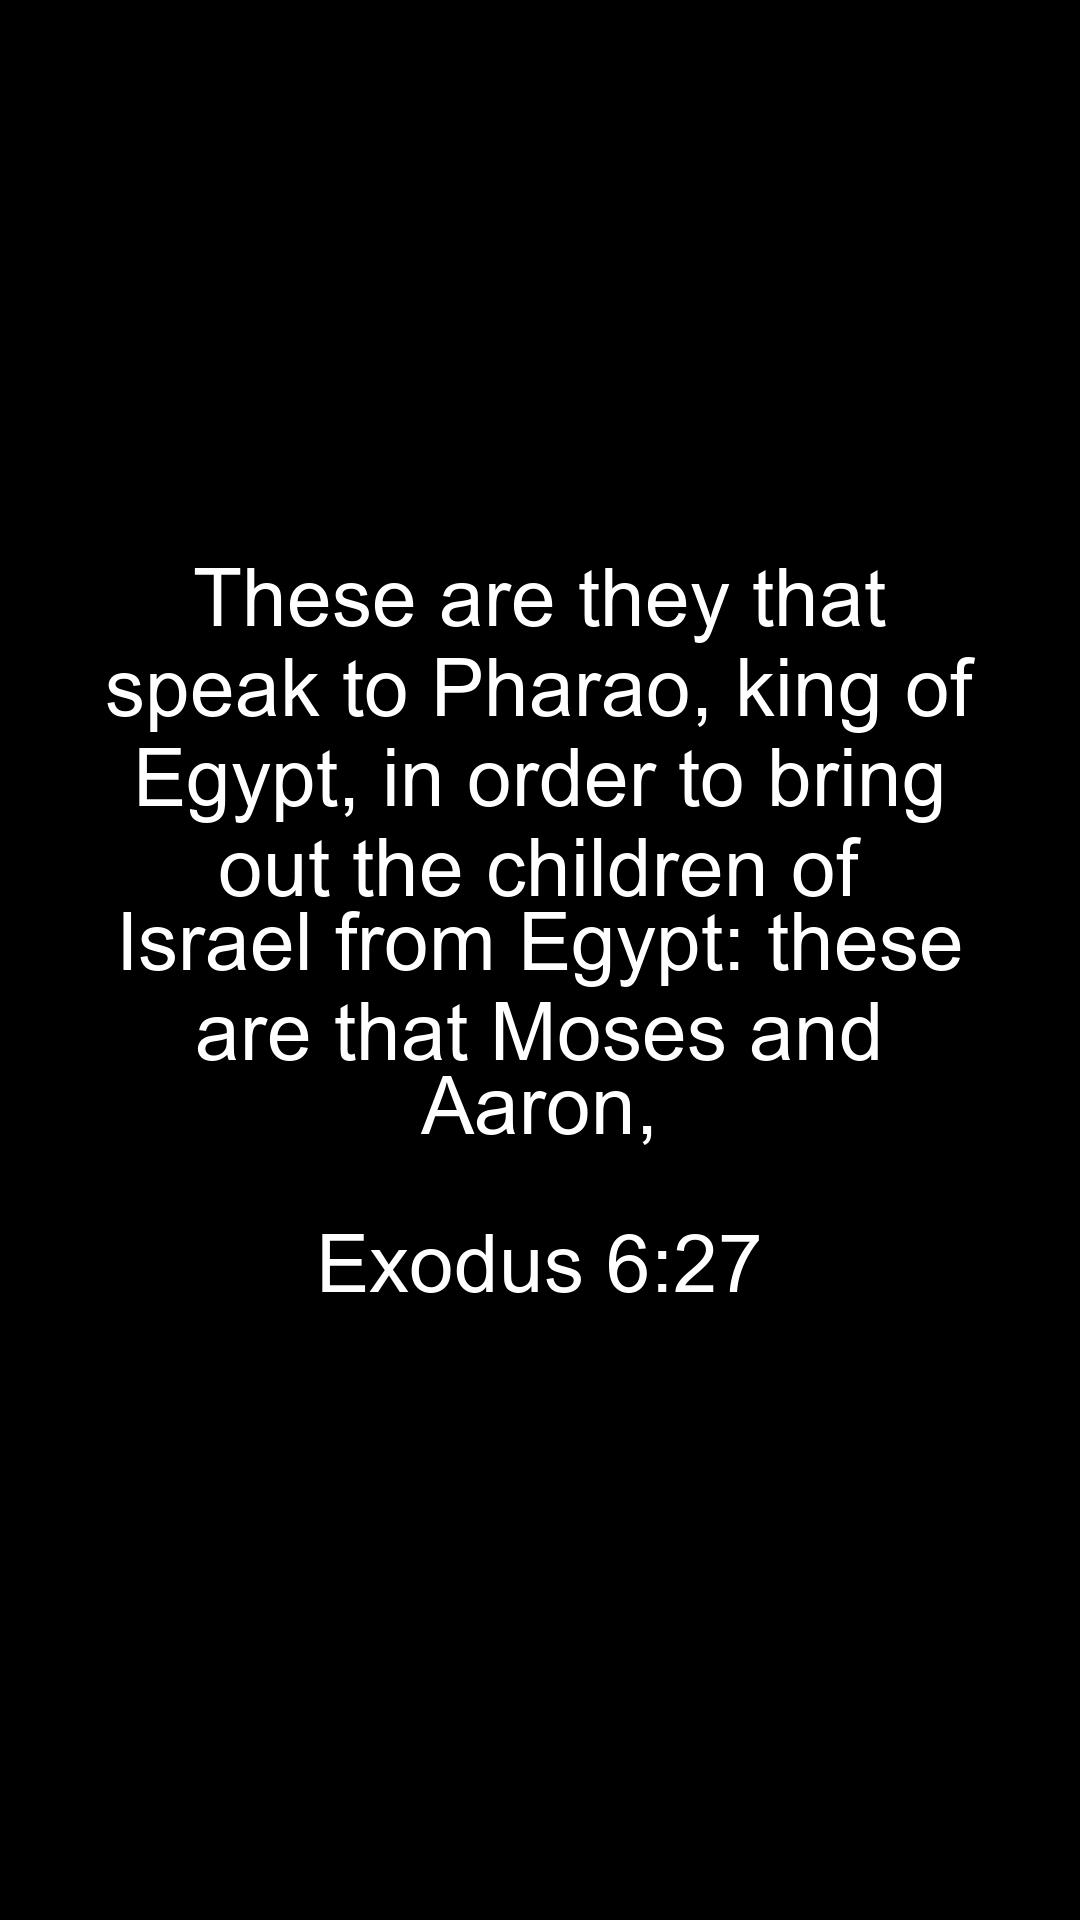 These are they that
speak to Pharao, king of
Egypt, in order to bring
out the children of
Israel from Egypt: these
are that Moses and
Aaron,
Exodus 6:27